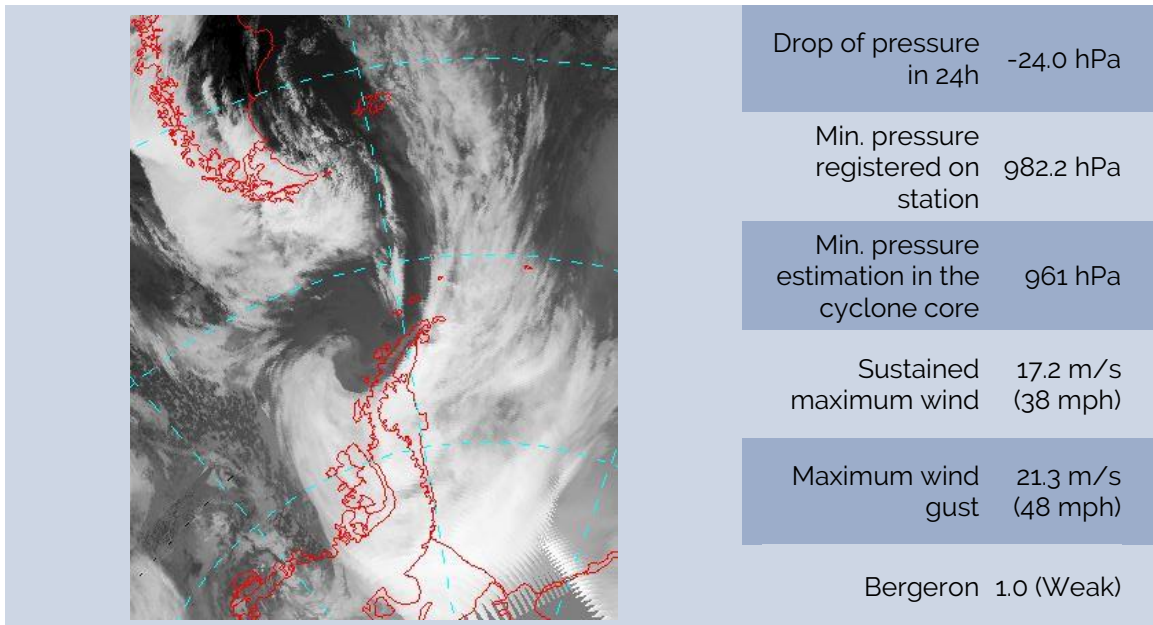 Drop of pressure
in 24h
-24.0 hPa
Min. pressure
registered on
station
982.2 hPa
Min. pressure
estimation in the
cyclone core
961 hPa
Sustained
maximum wind
17.2 m/s
(38 mph)
Maximum wind
gust
21.3 m/s
(48 mph)
Bergeron
1.0 (Weak)